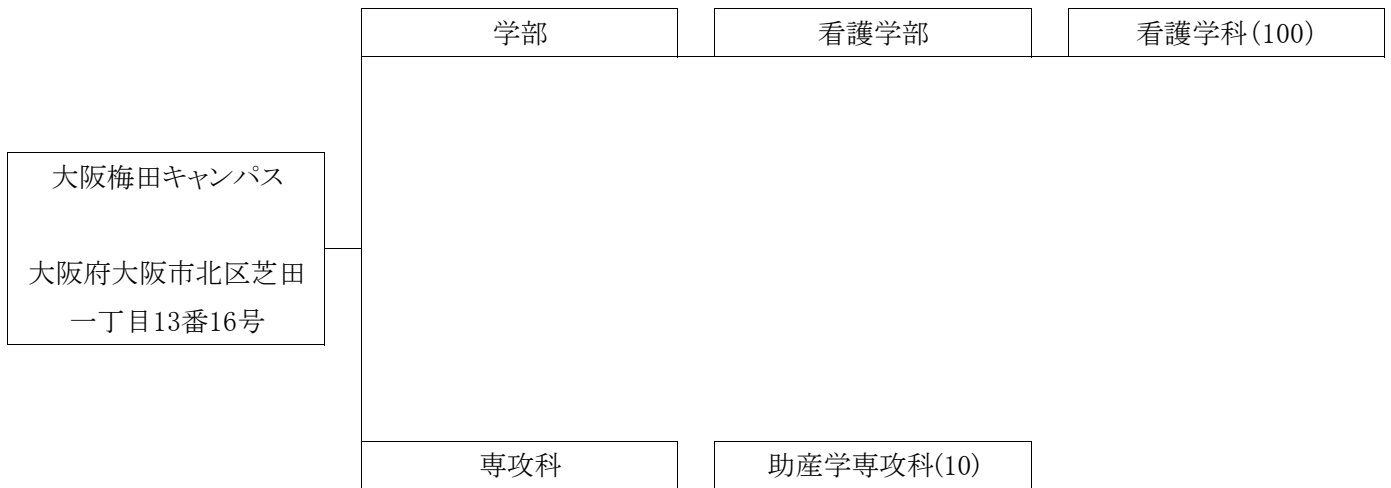 学部
看護学部
看護学科(100)
大阪梅田キャンパス
大阪府大阪市北区芝田
一丁目13番16号
専攻科
助産学専攻科(10)